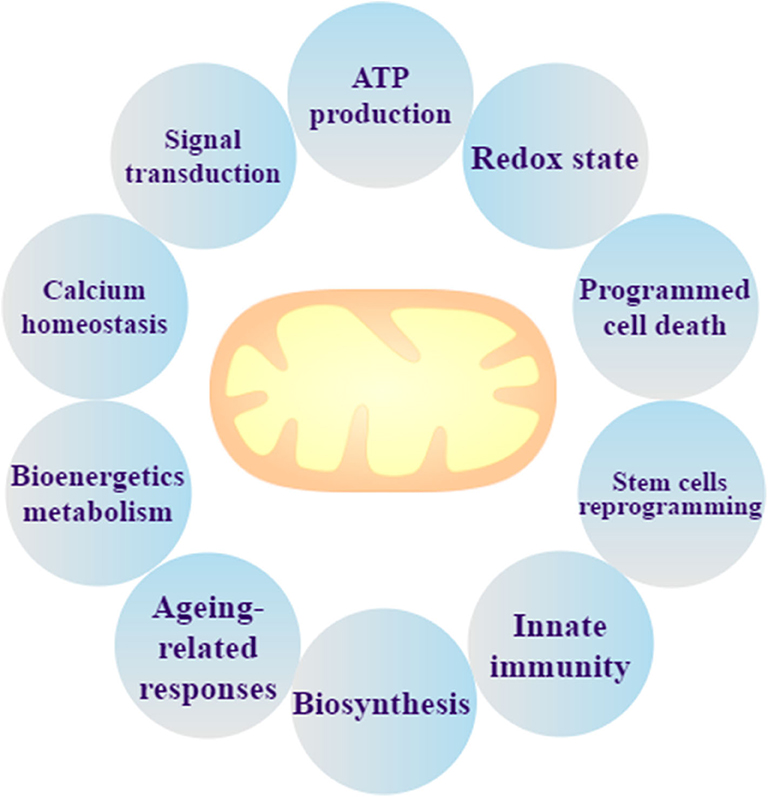 ATP
production
Redox state
Programmed
cell death
Stem cells
reprogramming
Innate
immunity
Biosynthesis
Ageing-
related
responses
Bioenergetics
metabolism
Calcium
homeostasis
Signal
transduction